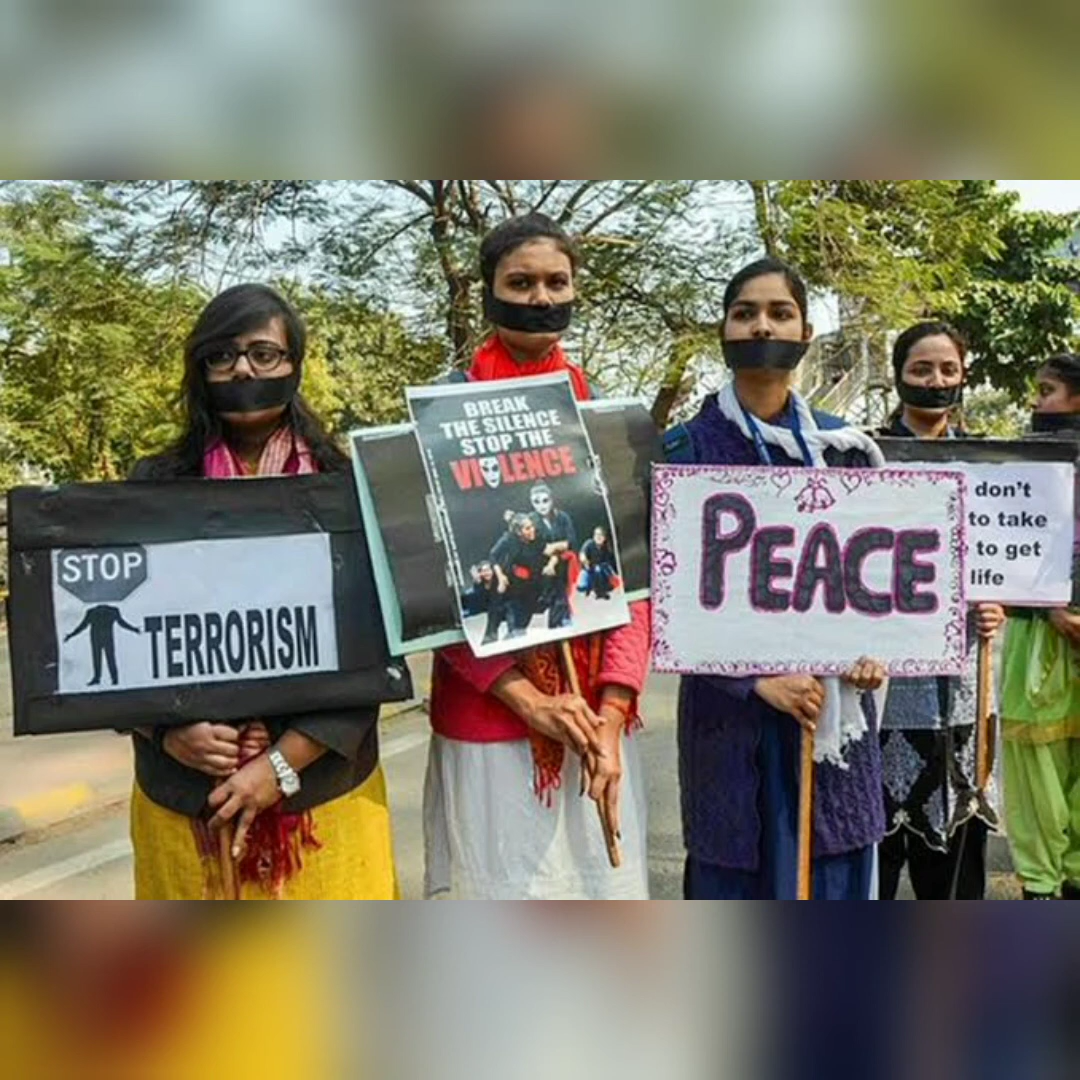 STOP
TERRORISM
BREAK
THE SILENCE
STOP THE
VIOLENCE
PEACE
don't
to take
to get
life